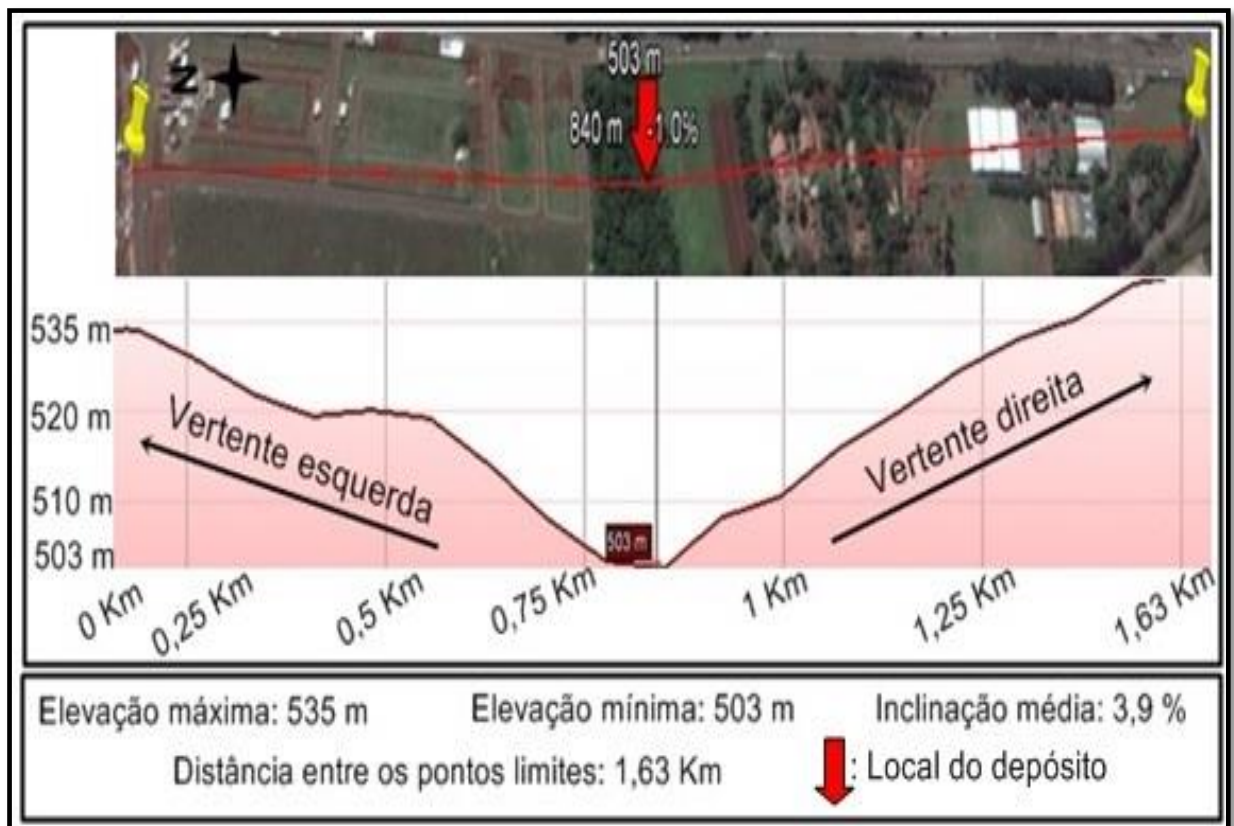 N
503 m
840 m -1.0%
535 m
520 m
510 m
503 m
Vertente esquerda
503 m
Vertente direita
0 Km
0,25 Km
0,5 Km
0,75 Km
1 Km
1,25 Km
1,63 Km
Elevação máxima: 535 m
Elevação mínima: 503 m
Inclinação média: 3,9 %
Distância entre os pontos limites: 1,63 Km
: Local do depósito